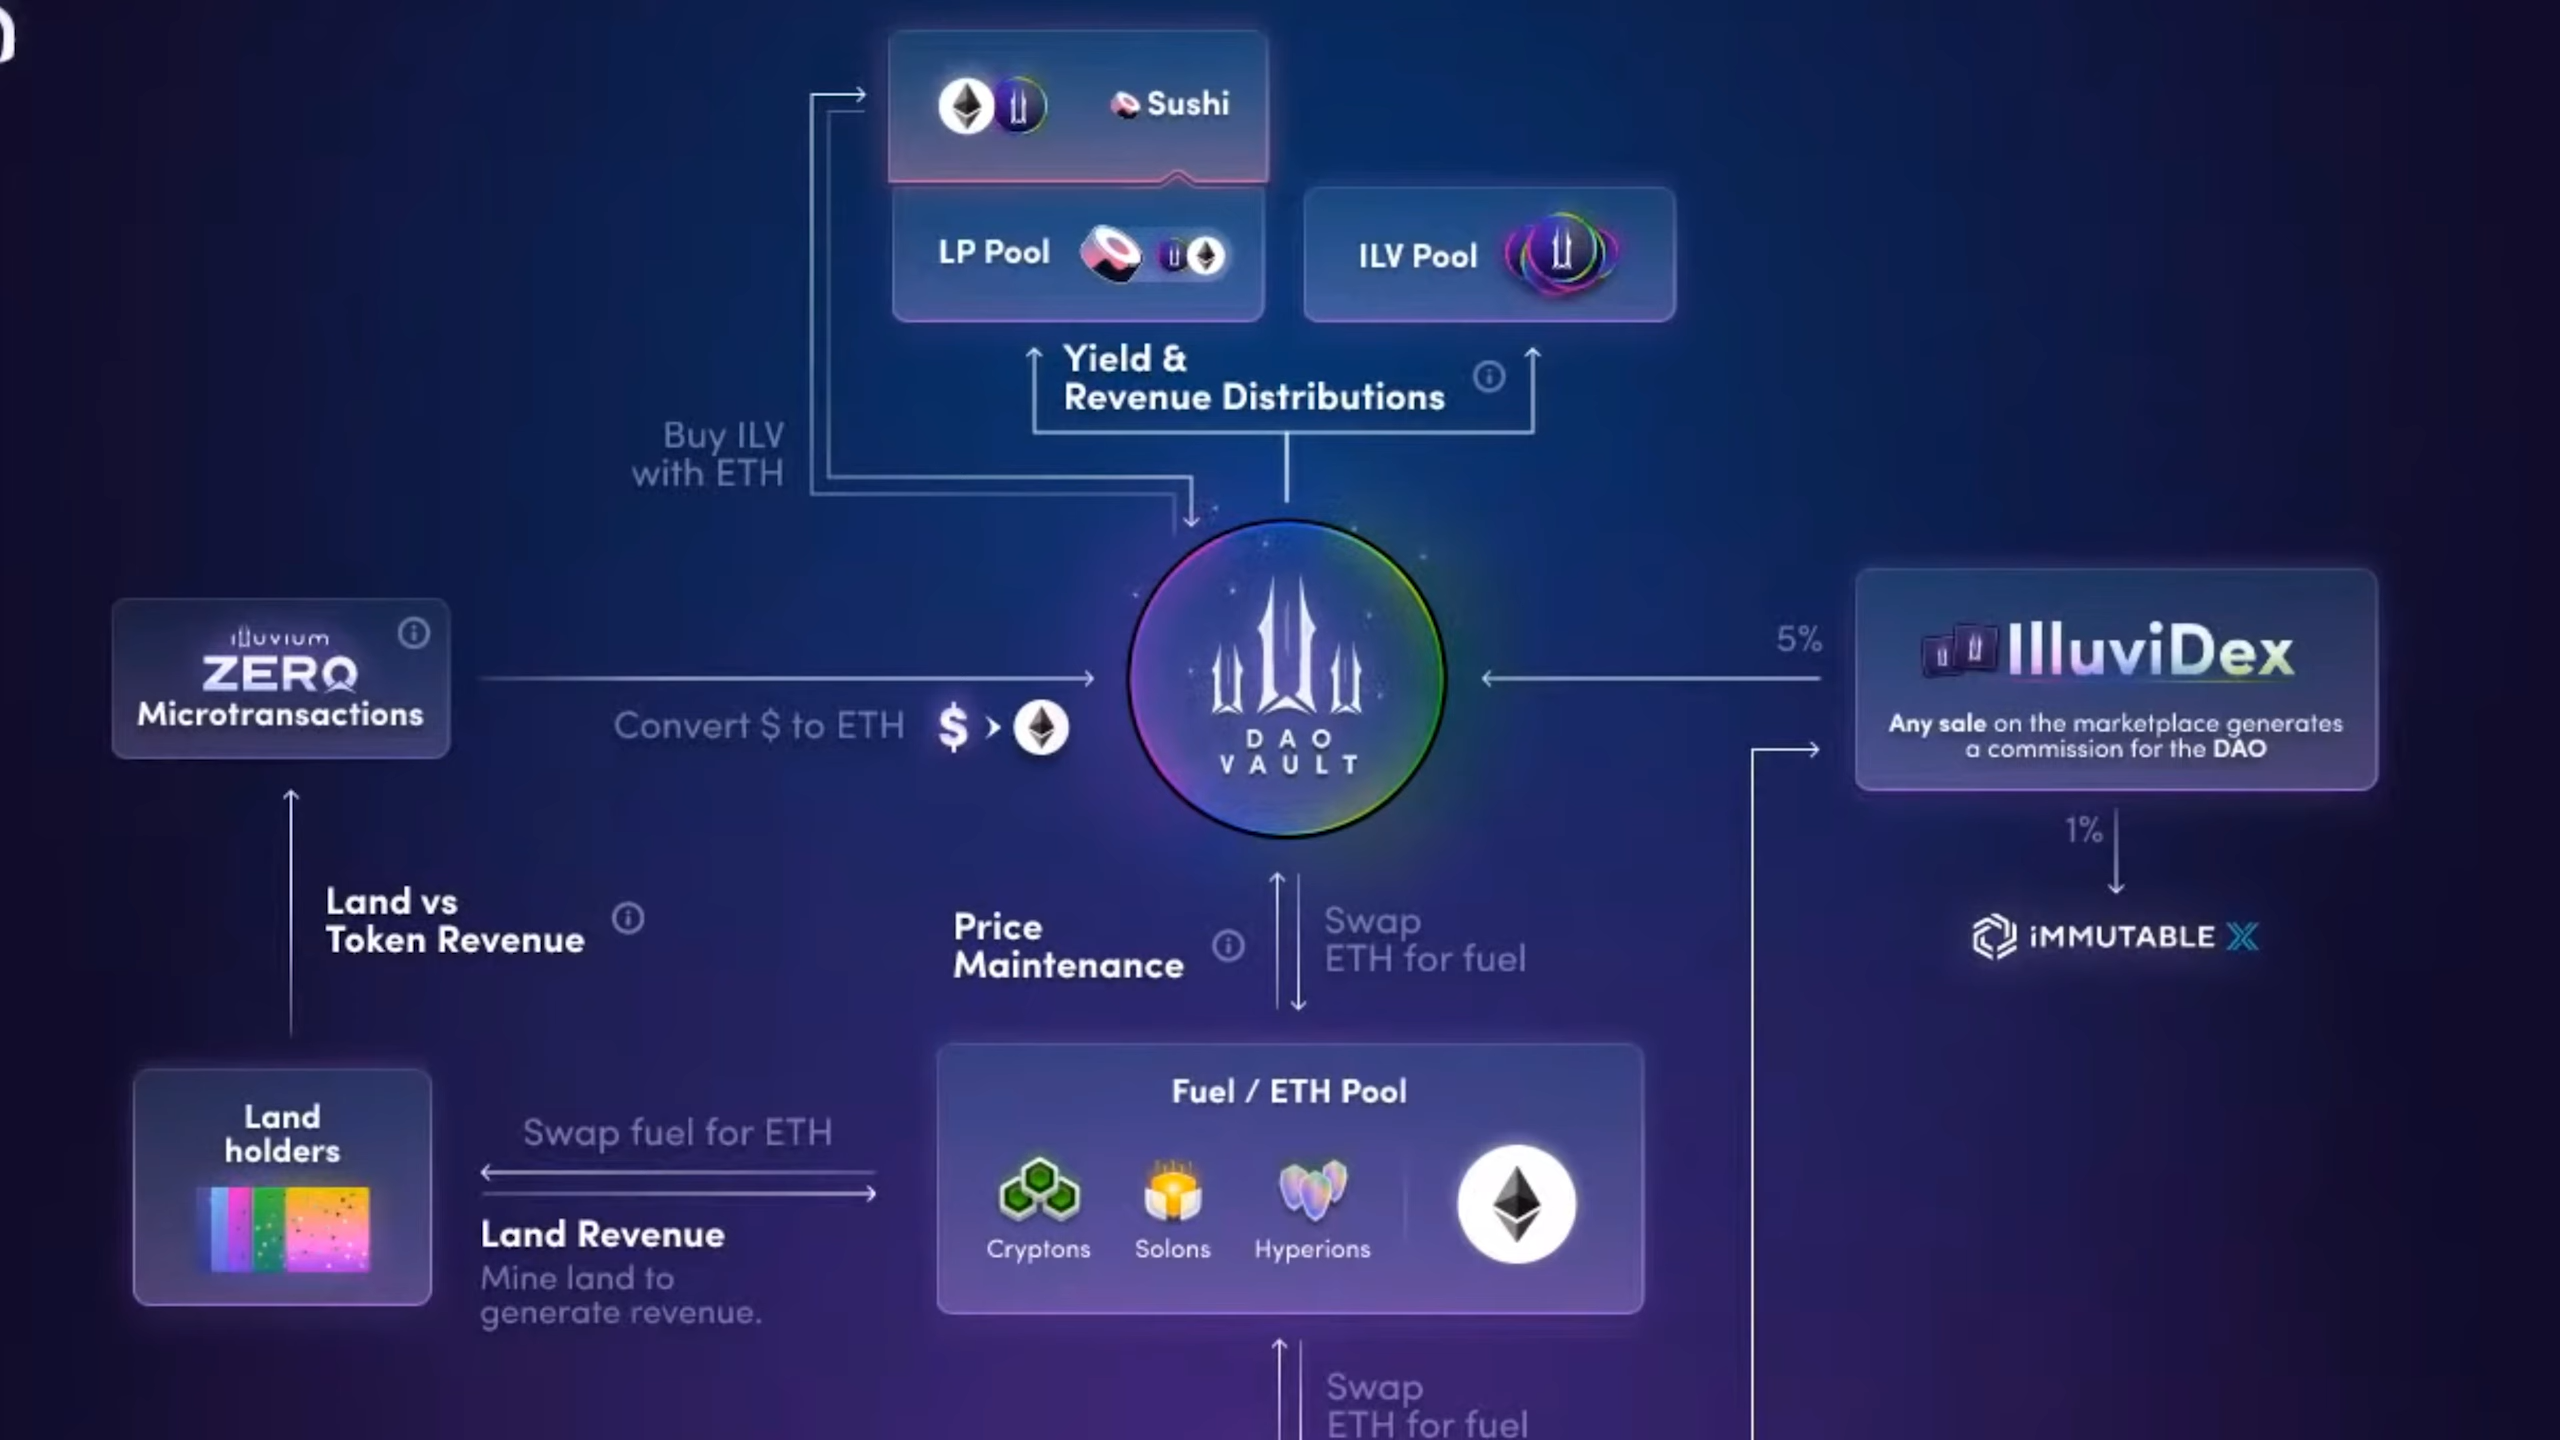 Sushi
LP Pool
ILV Pool
Yield &
Revenue Distributions
Buy ILV
with ETH
illuvium
ZERO
Microtransactions
Convert $ to ETH $ >
DAO
VAULT
5%
IlluviDex
Any sale on the marketplace generates
a commission for the DAO
1%
iMMUTABLE X
Land vs
Token Revenue
Price
Maintenance
Swap
ETH for fuel
Land
holders
Swap fuel for ETH
Land Revenue
Mine land to
generate revenue.
Fuel / ETH Pool
Cryptons
Solons
Hyperions
Swap
ETH for fuel